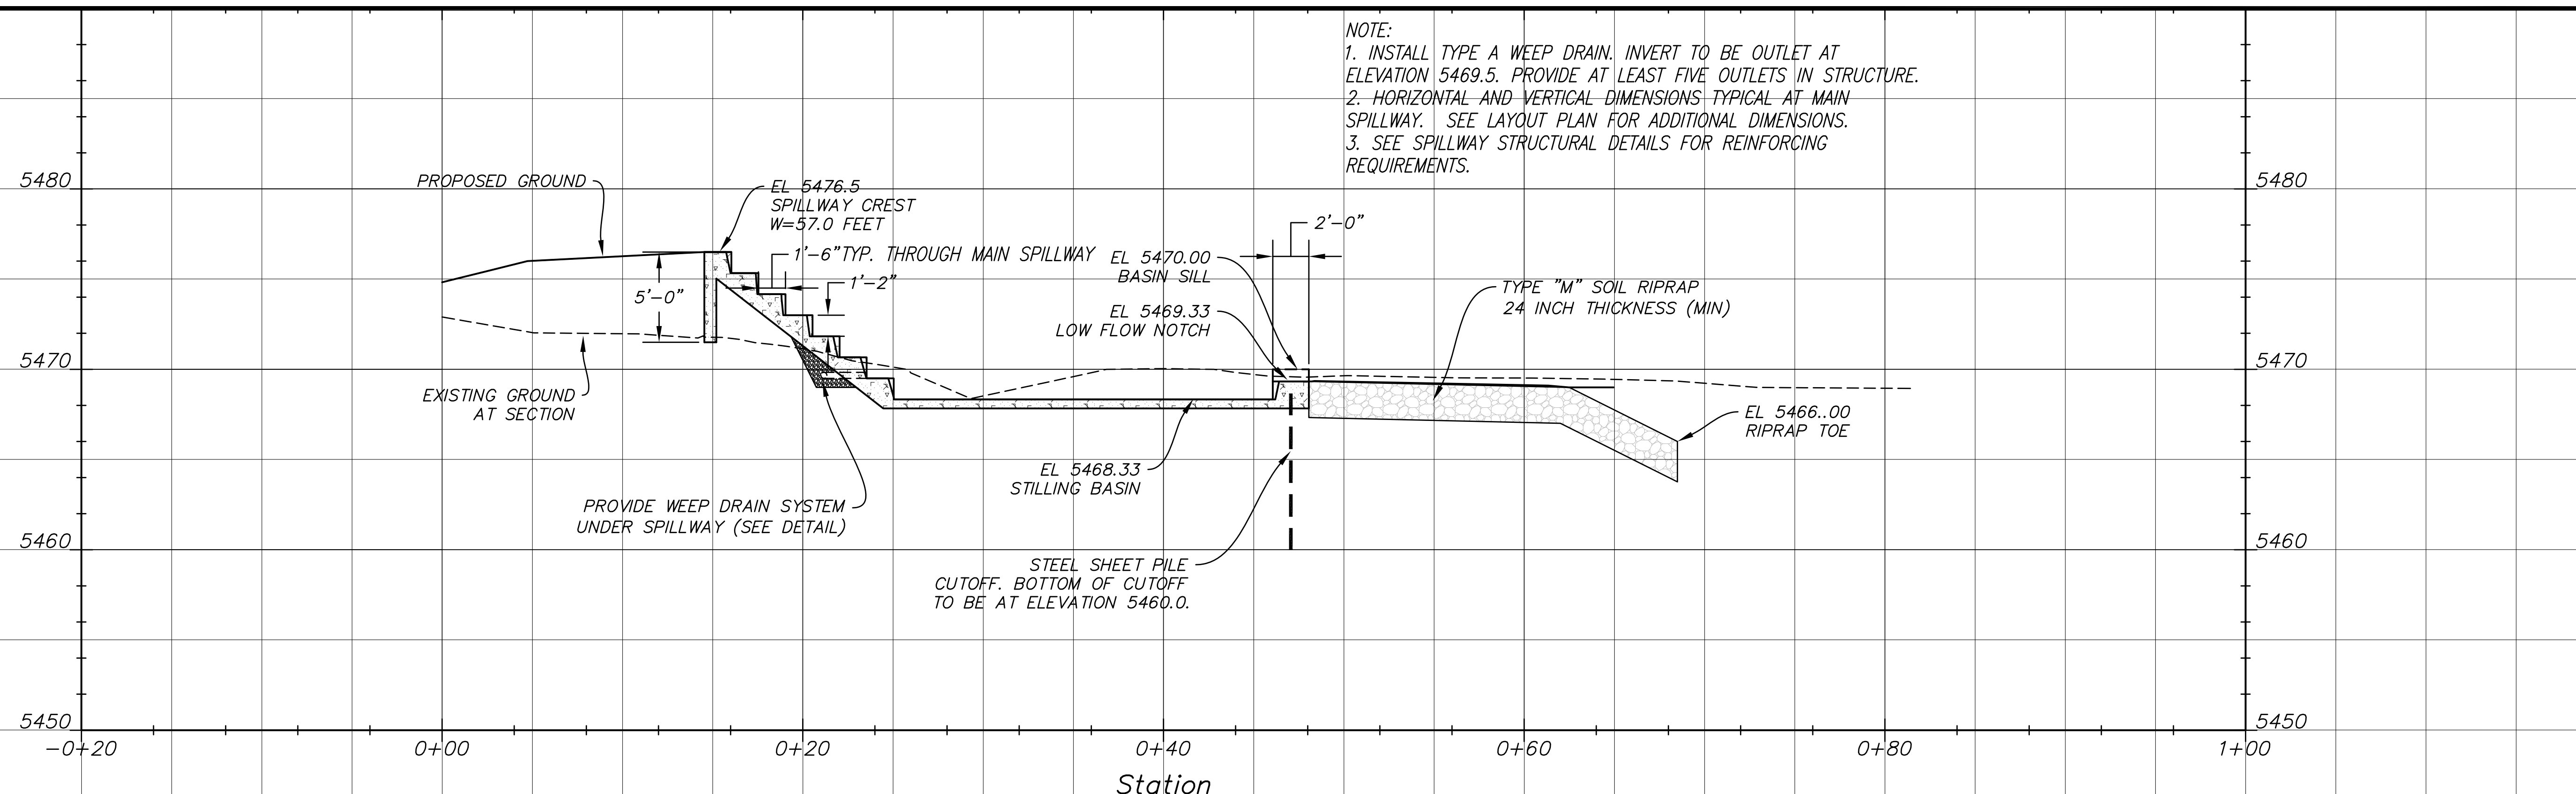 NOTE:
1. INSTALL TYPE A WEEP DRAIN. INVERT TO BE OUTLET AT
ELEVATION 5469.5. PROVIDE AT LEAST FIVE OUTLETS IN STRUCTURE.
2. HORIZONTAL AND VERTICAL DIMENSIONS TYPICAL AT MAIN
SPILLWAY. SEE LAYOUT PLAN FOR ADDITIONAL DIMENSIONS.
3. SEE SPILLWAY STRUCTURAL DETAILS FOR REINFORCING
REQUIREMENTS.
5480
PROPOSED GROUND
EL 5476.5
SPILLWAY CREST
W=57.0 FEET
5480
2'-0"
1'-6" TYP. THROUGH MAIN SPILLWAY
EL 5470.00
BASIN SILL
1'-2"
5'-0"
TYPE "M" SOIL RIPRAP
24 INCH THICKNESS (MIN)
EL 5469.33
LOW FLOW NOTCH
5470
5470
EXISTING GROUND
AT SECTION
EL 5466..00
RIPRAP TOE
EL 5468.33
STILLING BASIN
PROVIDE WEEP DRAIN SYSTEM
UNDER SPILLWAY (SEE DETAIL)
5460
5460
STEEL SHEET PILE
CUTOFF. BOTTOM OF CUTOFF
TO BE AT ELEVATION 5460.0.
5450
5450
-0+20
0+00
0+20
0+40
0+60
0+80
1+00
Station